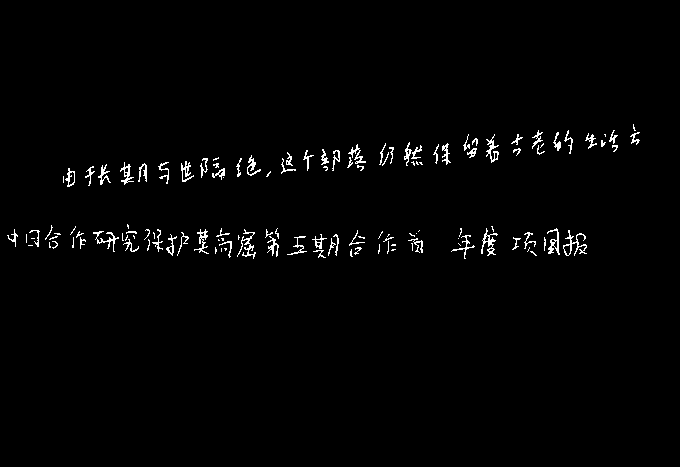 由于长期与世隔绝,这个部落仍然保留着古老的生活方
中日合作研究保护莫高窟第五期合作首 年度项目报